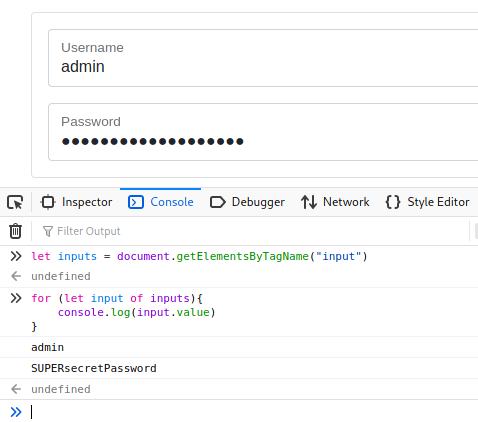 Username
admin
Password
●●●●●●●●●●●●●●●●●●●
Inspector Console Debugger Network Style Editor
Filter Output
let inputs = document.getElementsByTagName("input")
undefined
for (let input of inputs){
    console.log(input.value)
}
admin
SUPERsecretPassword
undefined